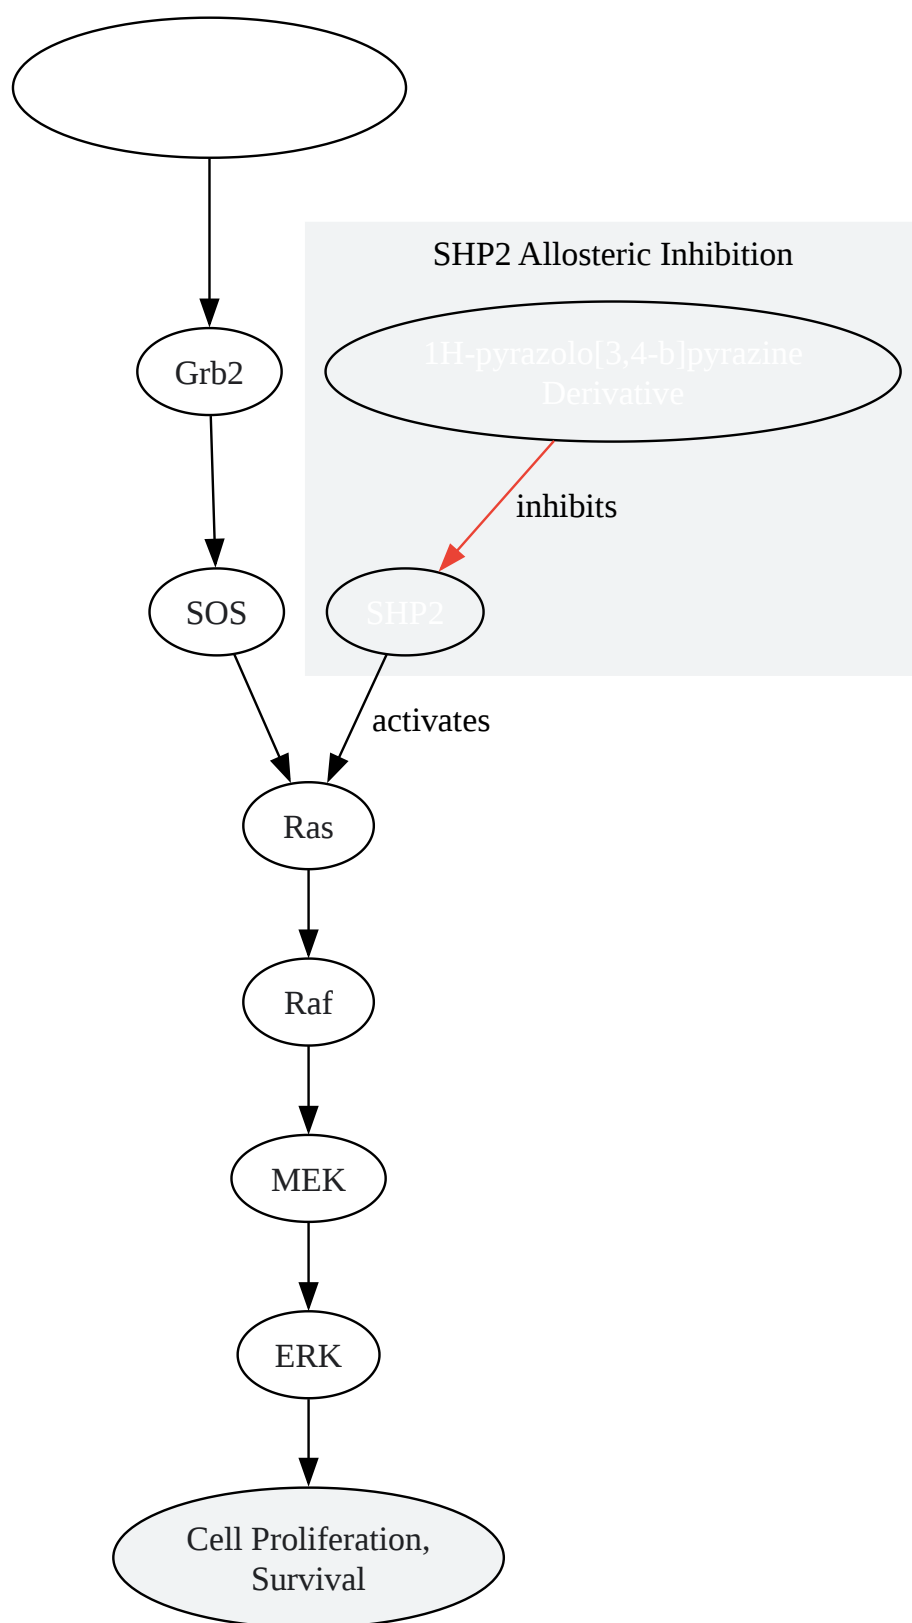 SHP2 Allosteric Inhibition
Grb2
1H-pyrazolo[3,4-b]pyrazine
Derivative
inhibits
SOS
SHP2
activates
Ras
Raf
MEK
ERK
Cell Proliferation,
Survival